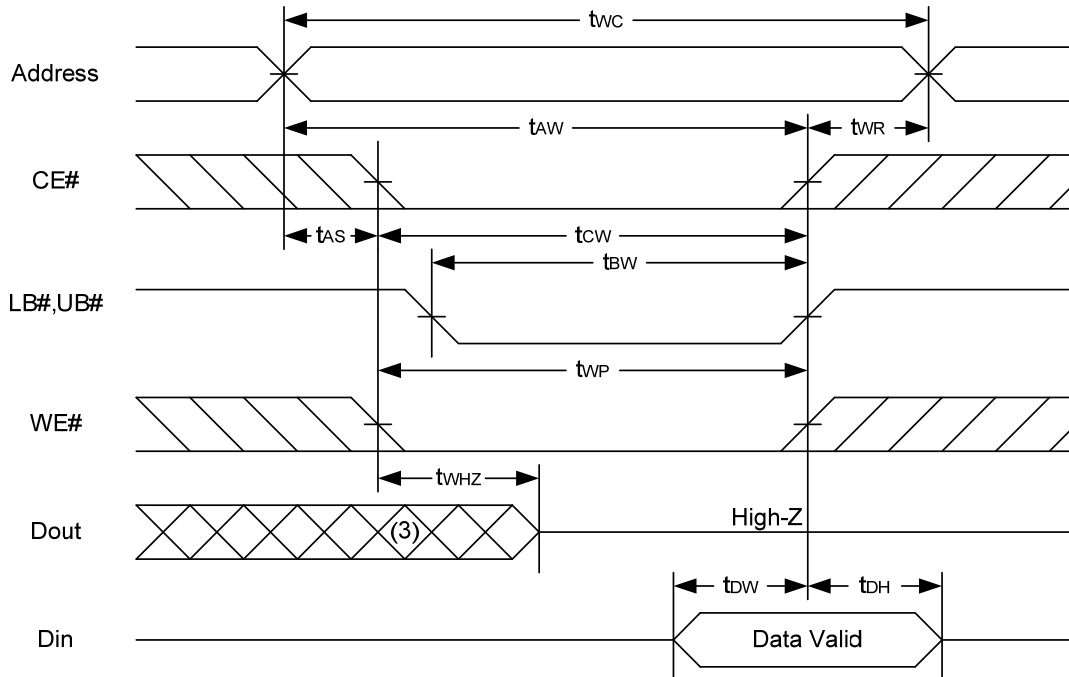 tWC
Address
tAW
tWR
CE#
tAS
tCW
tBW
LB#,UB#
tWP
WE#
tWHZ
Dout
(3)
High-Z
tDW
tDH
Din
Data Valid